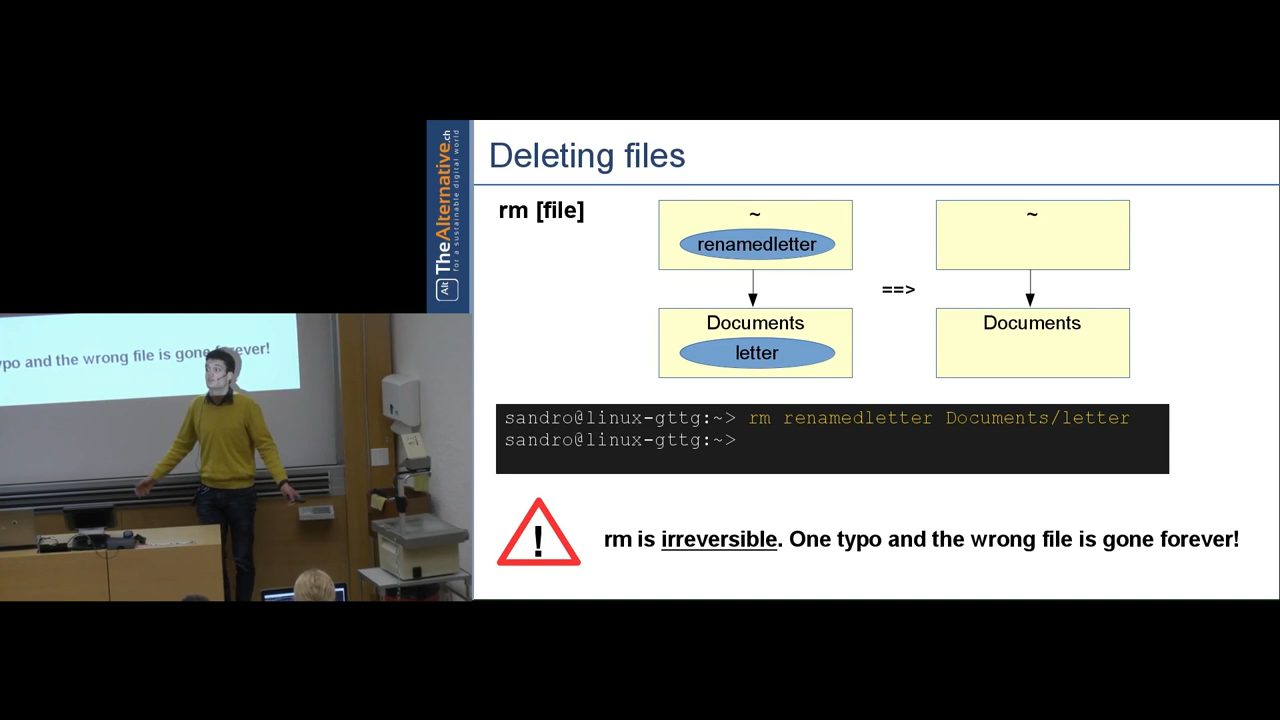 Alt TheAlternative.ch
for a sustainable digital world
Deleting files
rm [file]
~
renamedletter
Documents
letter
==>
~
Documents
sandro@linux-gttg:~> rm renamedletter Documents/letter
sandro@linux-gttg:~>
! rm is irreversible. One typo and the wrong file is gone forever!
ypo and the wrong file is gone forever!